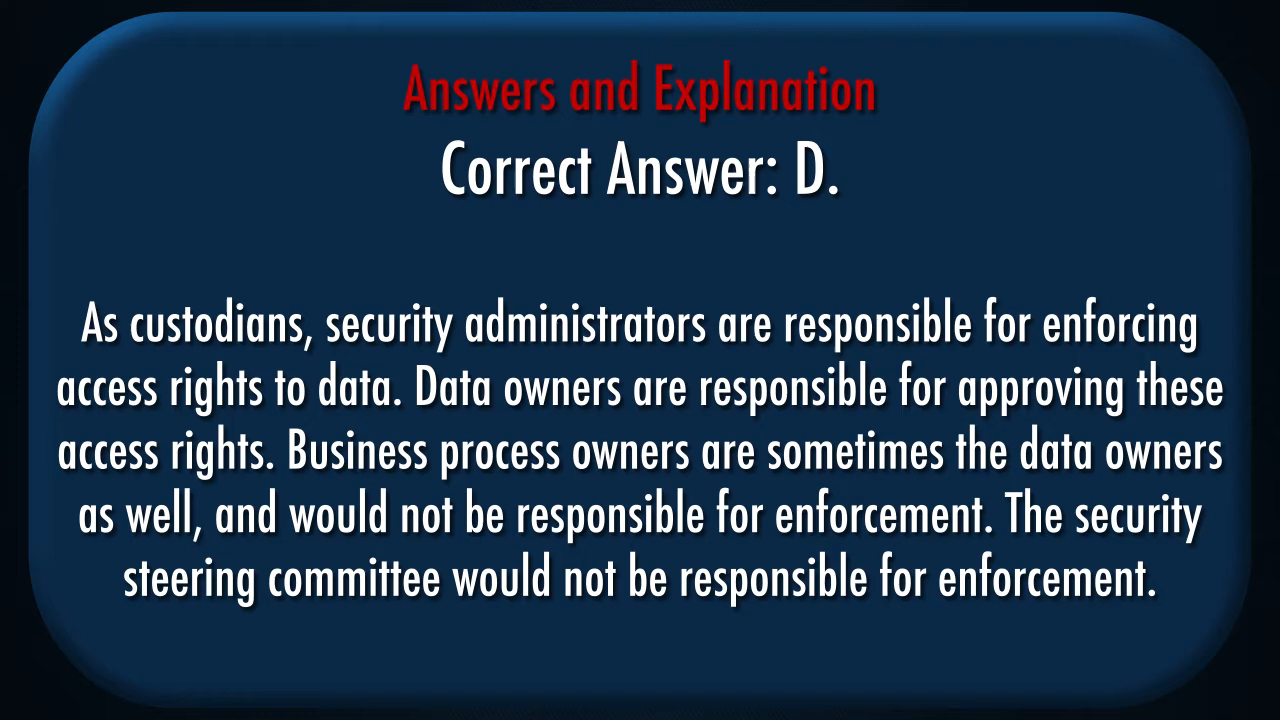 Answers and Explanation
Correct Answer: D.
As custodians, security administrators are responsible for enforcing
access rights to data. Data owners are responsible for approving these
access rights. Business process owners are sometimes the data owners
as well, and would not be responsible for enforcement. The security
steering committee would not be responsible for enforcement.